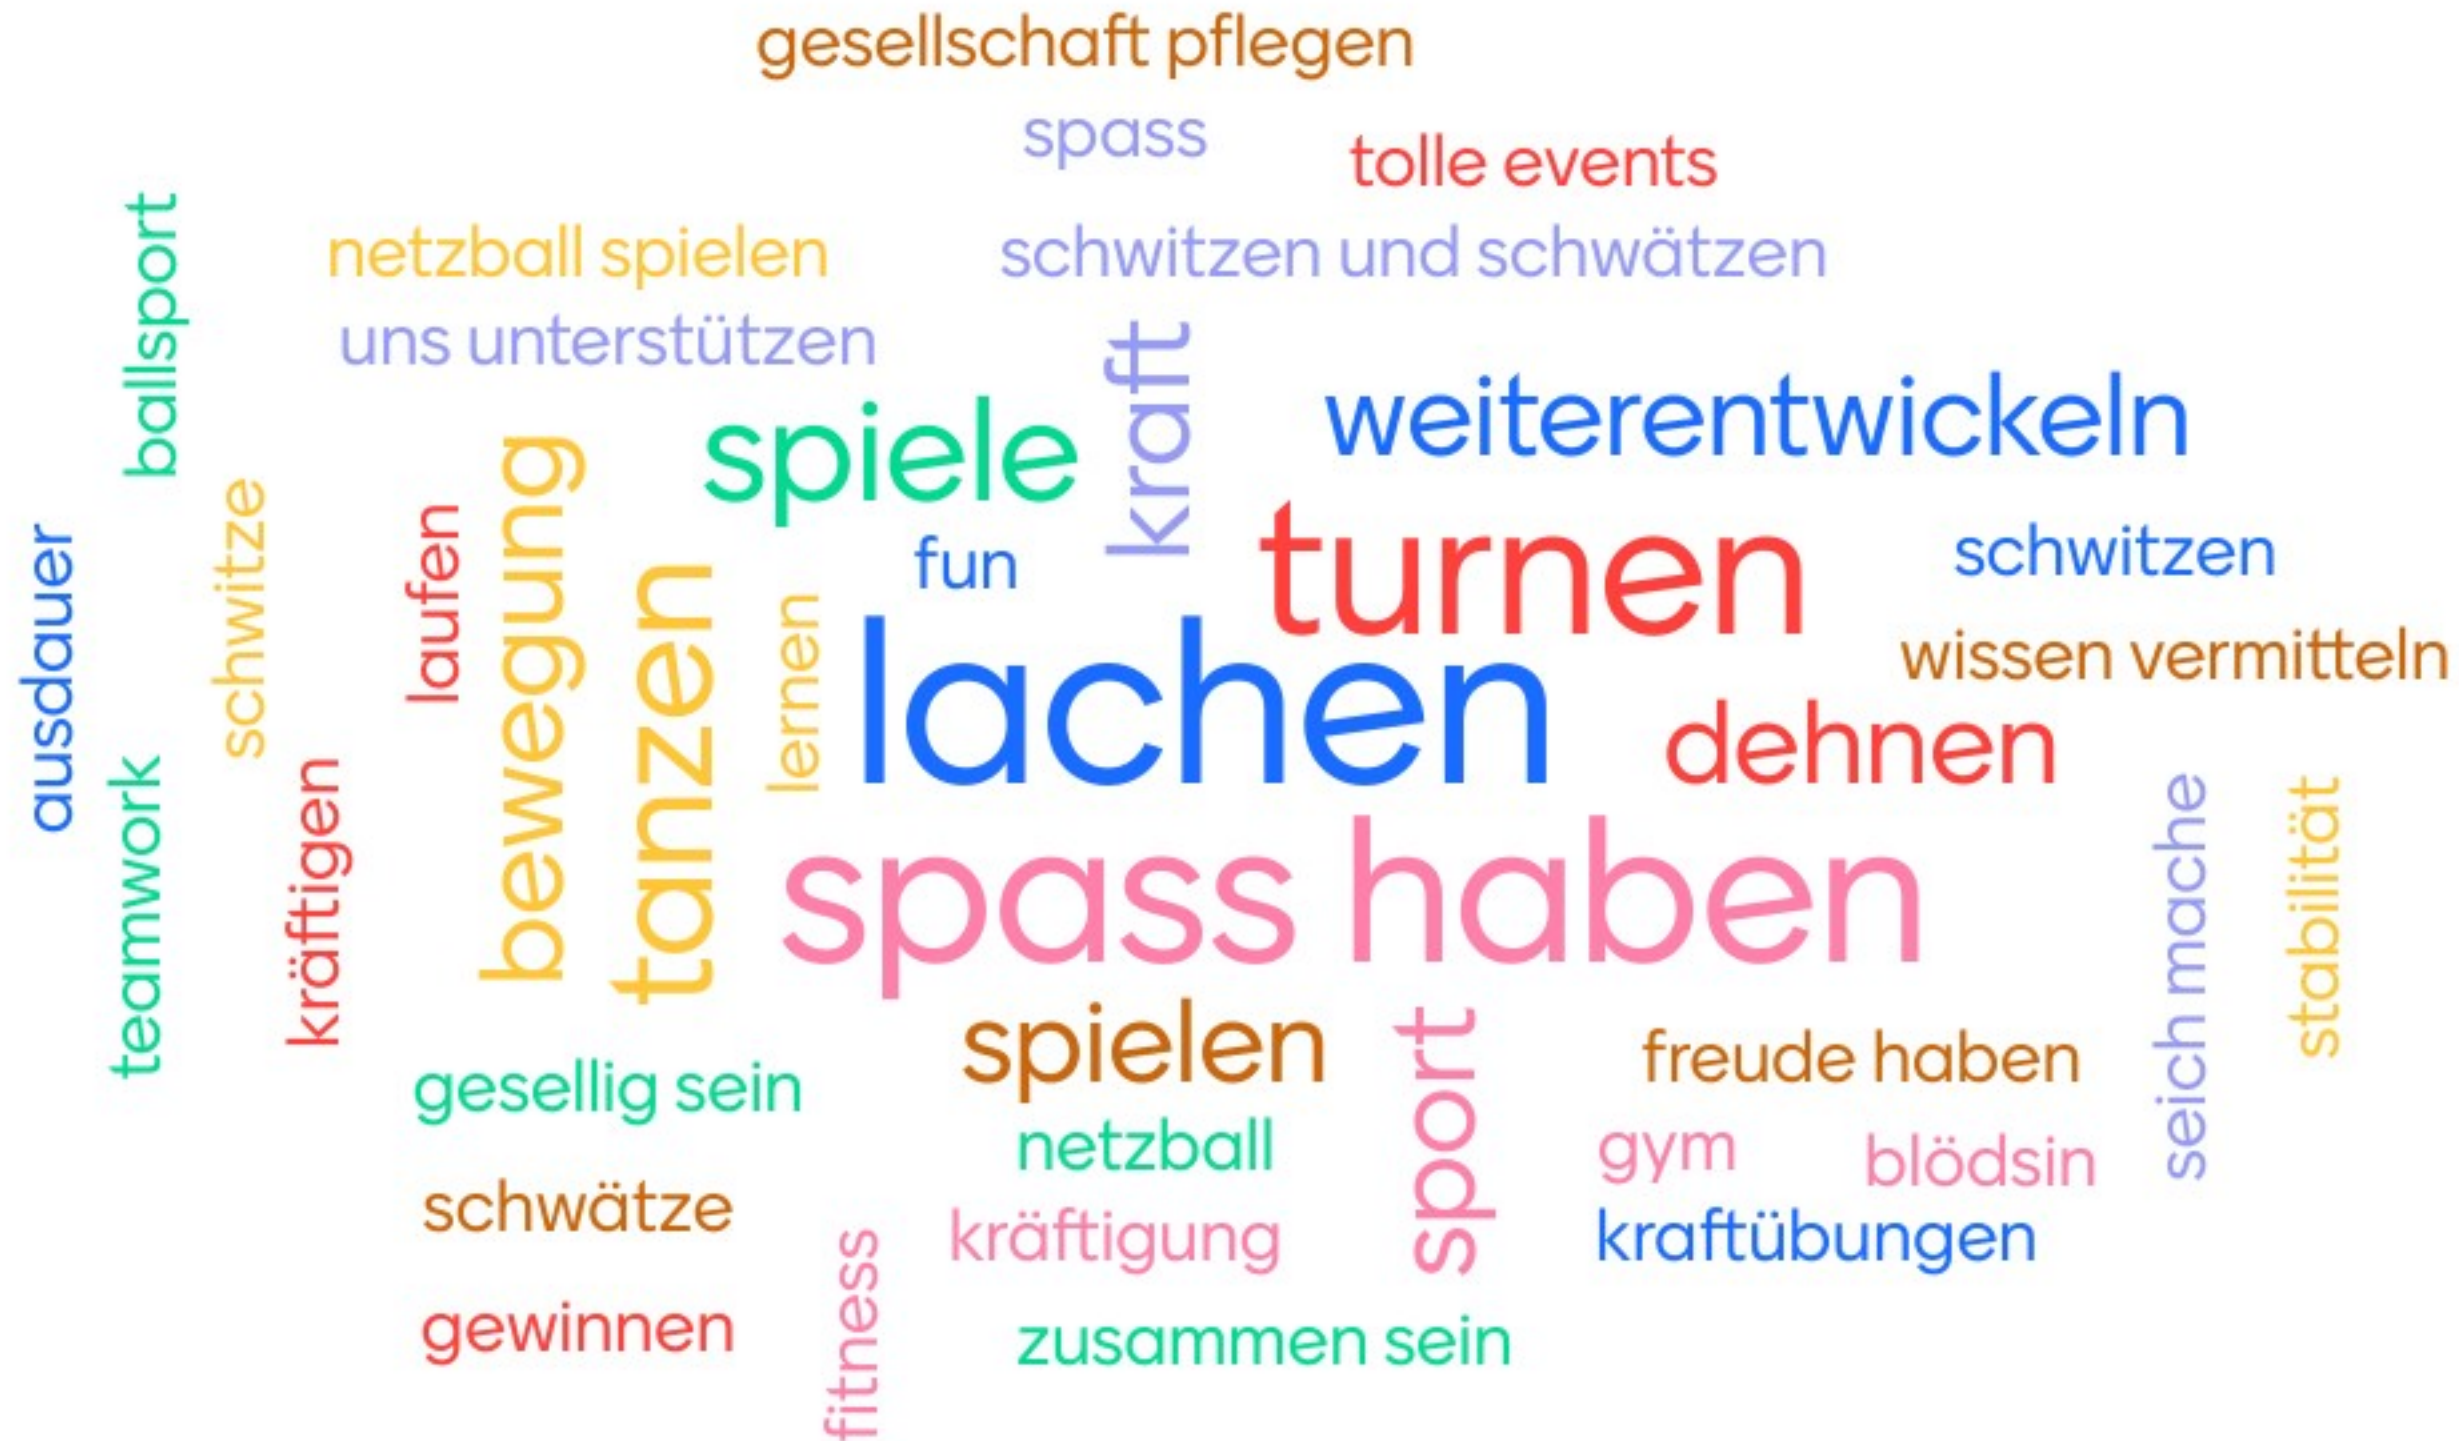 gesellschaft pflegen
spass
tolle events
ballsport
netzball spielen
schwitzen und schwätzen
uns unterstützen
kraft
weiterentwickeln
spiele
bewegung
schwitze
laufen
turnen
ausdauer
fun
schwitzen
tanzen
lernen
lachen
wissen vermitteln
dehnen
teamwork
kräftigen
seich mache
stabilität
spass haben
spielen
sport
freude haben
gesellig sein
netzball
gym
blödsin
schwätze
kräftigung
kraftübungen
fitness
gewinnen
zusammen sein